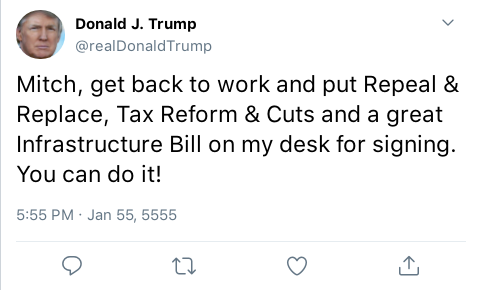 Donald J. Trump
@realDonaldTrump
Mitch, get back to work and put Repeal &
Replace, Tax Reform & Cuts and a great
Infrastructure Bill on my desk for signing.
You can do it!
5:55 PM · Jan 55, 5555